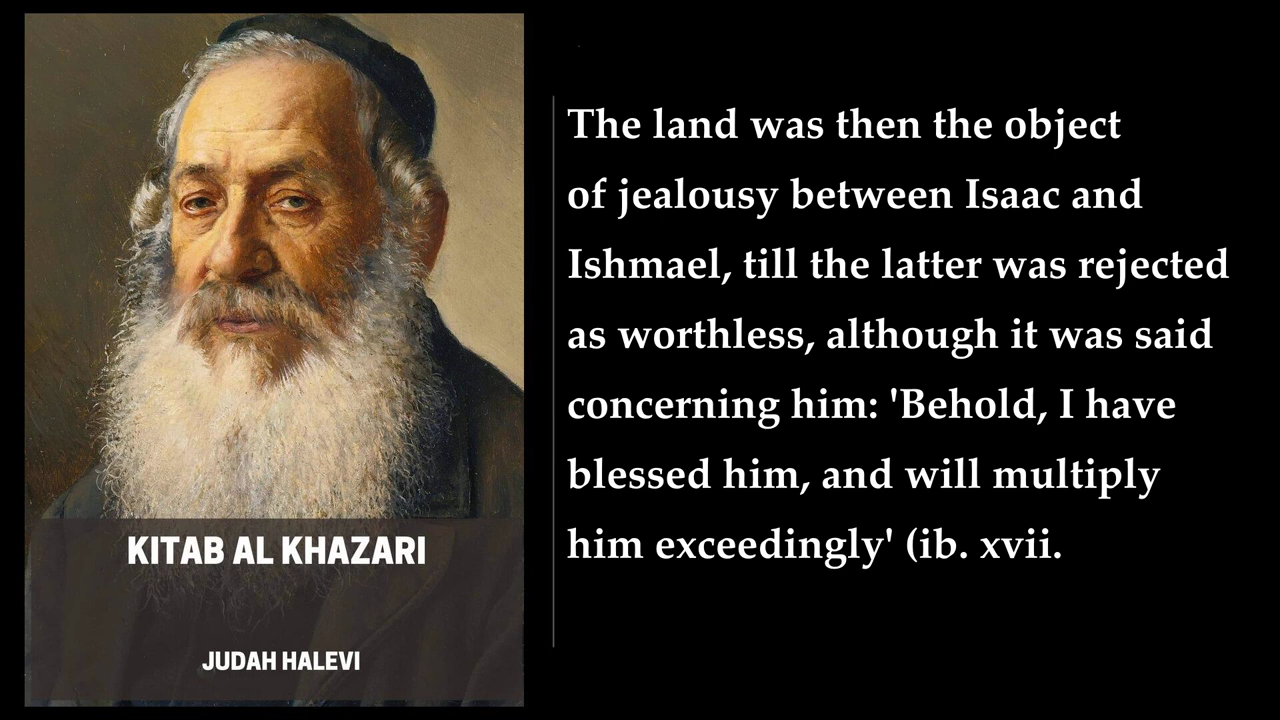 KITAB AL KHAZARI
JUDAH HALEVI
The land was then the object
of jealousy between Isaac and
Ishmael, till the latter was rejected
as worthless, although it was said
concerning him: 'Behold, I have
blessed him, and will multiply
him exceedingly' (ib. xvii.